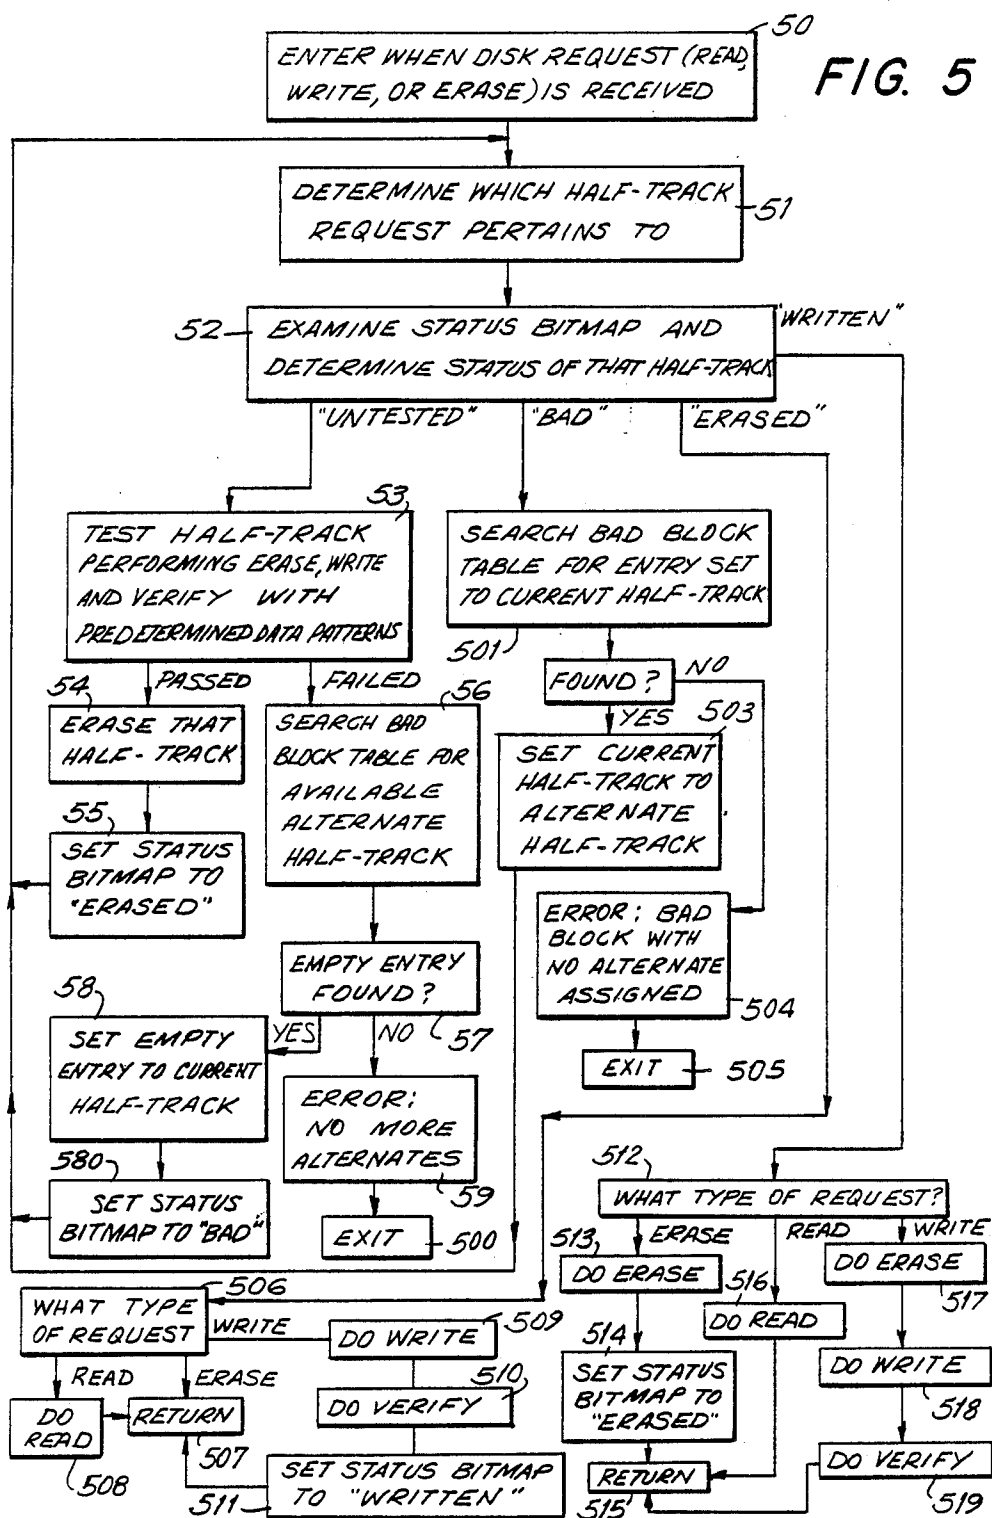 50
ENTER WHEN DISK REQUEST (READ,
WRITE, OR ERASE) IS RECEIVED
FIG. 5
DETERMINE WHICH HALF-TRACK
REQUEST PERTAINS TO
51
52
EXAMINE STATUS BITMAP AND
DETERMINE STATUS OF THAT HALF-TRACK
"WRITTEN"
"UNTESTED"
"BAD"
"ERASED"
53
TEST HALF-TRACK
PERFORMING ERASE, WRITE
AND VERIFY WITH
PREDETERMINED DATA PATTERNS
SEARCH BAD BLOCK
TABLE FOR ENTRY SET
TO CURRENT HALF-TRACK
501
PASSED
FAILED
FOUND?
NO
YES
54
ERASE THAT
HALF-TRACK
56
SEARCH BAD
BLOCK TABLE FOR
AVAILABLE
ALTERNATE
HALF-TRACK
503
SET CURRENT
HALF-TRACK TO
ALTERNATE
HALF-TRACK
55
SET STATUS
BITMAP TO
"ERASED"
ERROR: BAD
BLOCK WITH
NO ALTERNATE
ASSIGNED
504
EMPTY ENTRY
FOUND?
57
YES
NO
EXIT
505
58
SET EMPTY
ENTRY TO CURRENT
HALF-TRACK
ERROR:
NO MORE
ALTERNATES
59
580
SET STATUS
BITMAP TO "BAD"
EXIT
500
512
WHAT TYPE OF REQUEST?
ERASE
READ
WRITE
513
DO ERASE
DO ERASE
517
506
WHAT TYPE
OF REQUEST
WRITE
DO WRITE
509
516
DO READ
READ
ERASE
510
DO VERIFY
514
SET STATUS
BITMAP TO
"ERASED"
DO WRITE
518
DO
READ
508
RETURN
507
SET STATUS BITMAP
TO "WRITTEN"
511
RETURN
515
DO VERIFY
519